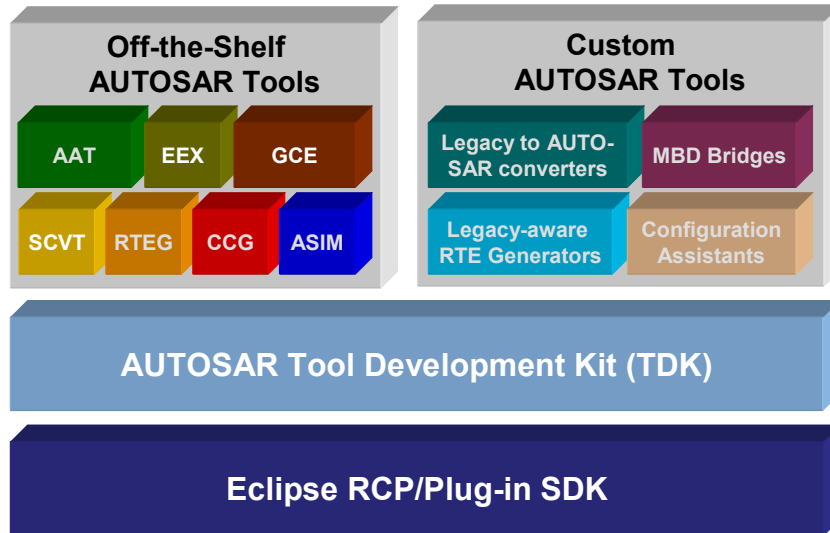 Off-the-Shelf
AUTOSAR Tools
AAT
EEX
GCE
SCVT
RTEG
CCG
ASIM
Custom
AUTOSAR Tools
Legacy to AUTO-
SAR converters
MBD Bridges
Legacy-aware
RTE Generators
Configuration
Assistants
AUTOSAR Tool Development Kit (TDK)
Eclipse RCP/Plug-in SDK